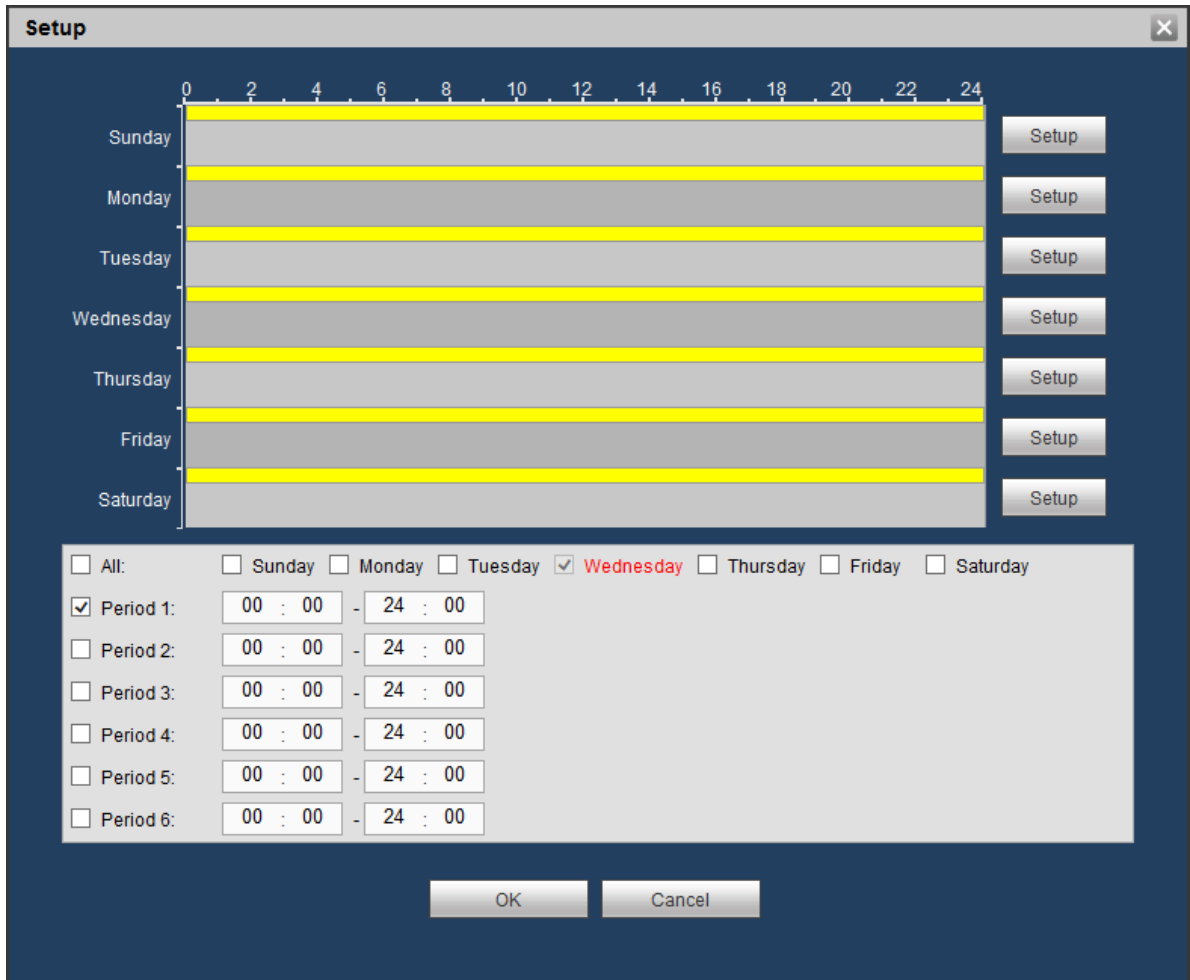 Setup
0 2 4 6 8 10 12 14 16 18 20 22 24
Sunday Setup
Monday Setup
Tuesday Setup
Wednesday Setup
Thursday Setup
Friday Setup
Saturday Setup
All: Sunday Monday Tuesday Wednesday Thursday Friday Saturday
Period 1: 00 : 00 - 24 : 00
Period 2: 00 : 00 - 24 : 00
Period 3: 00 : 00 - 24 : 00
Period 4: 00 : 00 - 24 : 00
Period 5: 00 : 00 - 24 : 00
Period 6: 00 : 00 - 24 : 00
OK Cancel